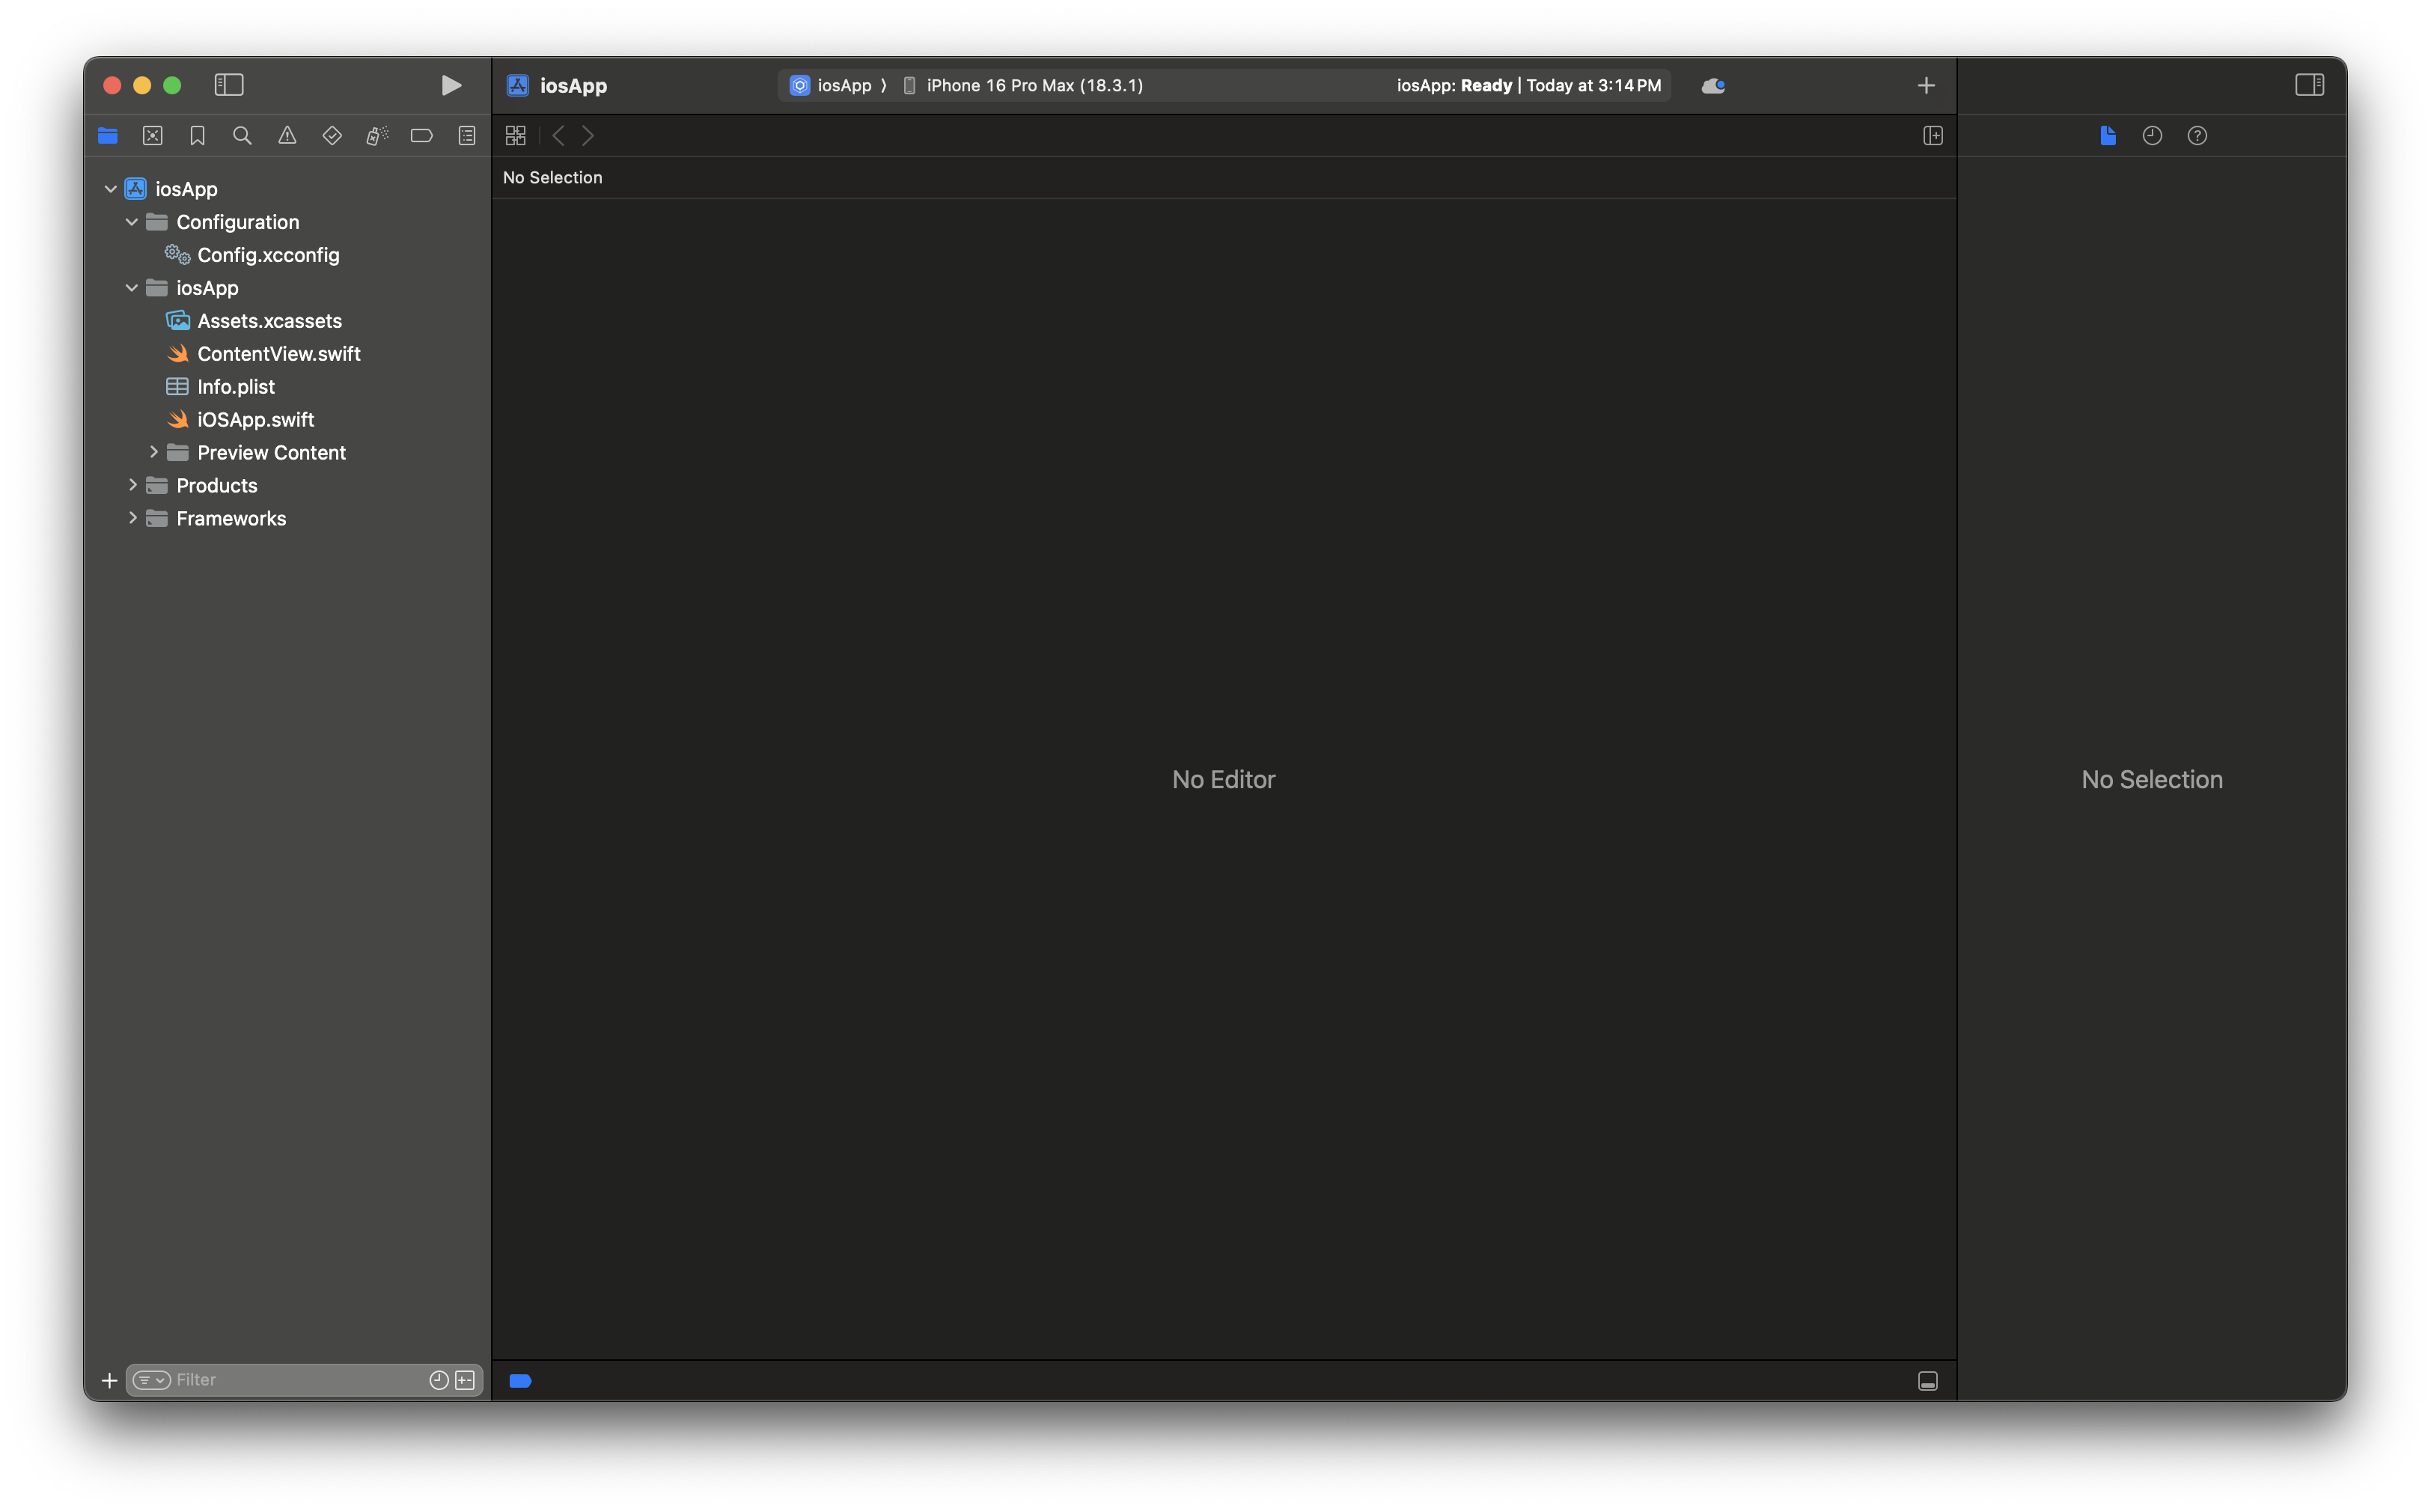 iosApp
iosApp ⟩ iPhone 16 Pro Max (18.3.1)
iosApp: Ready | Today at 3:14 PM
No Selection
iosApp
Configuration
Config.xcconfig
iosApp
Assets.xcassets
ContentView.swift
Info.plist
iOSApp.swift
Preview Content
Products
Frameworks
No Editor
No Selection
Filter